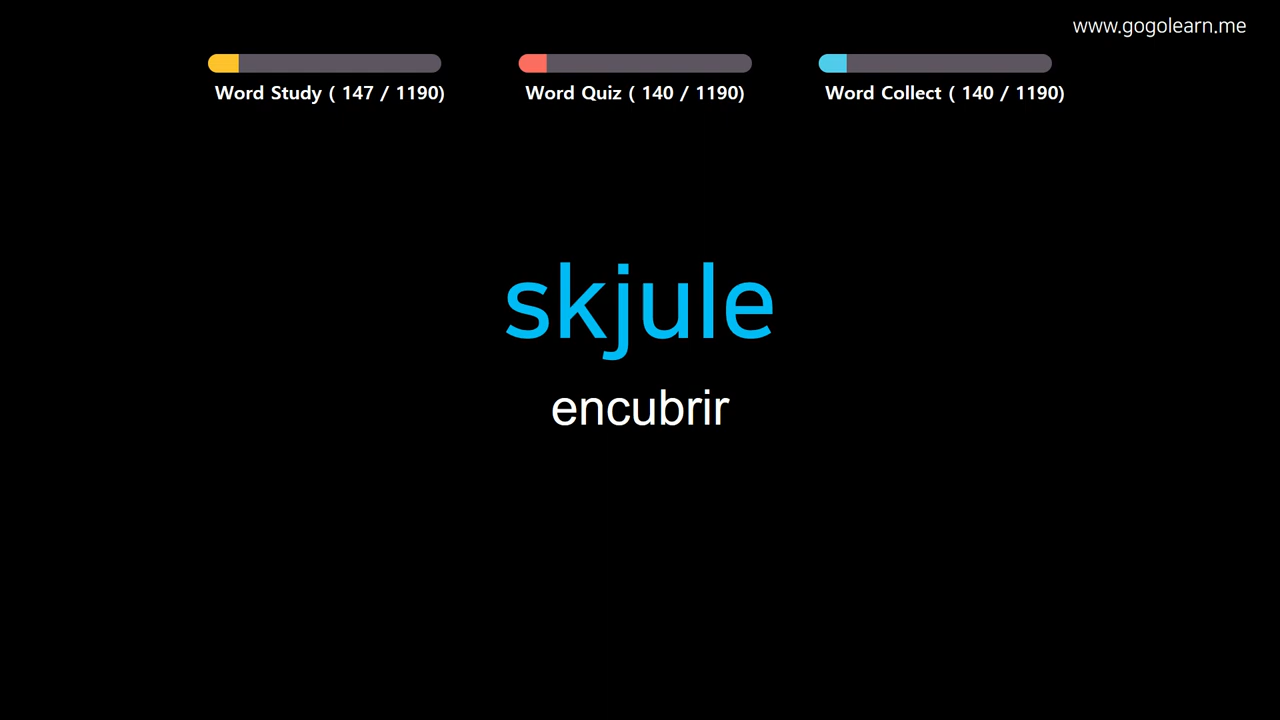 www.gogolearn.me
Word Study ( 147 / 1190)
Word Quiz ( 140 / 1190)
Word Collect ( 140 / 1190)
skjule
encubrir